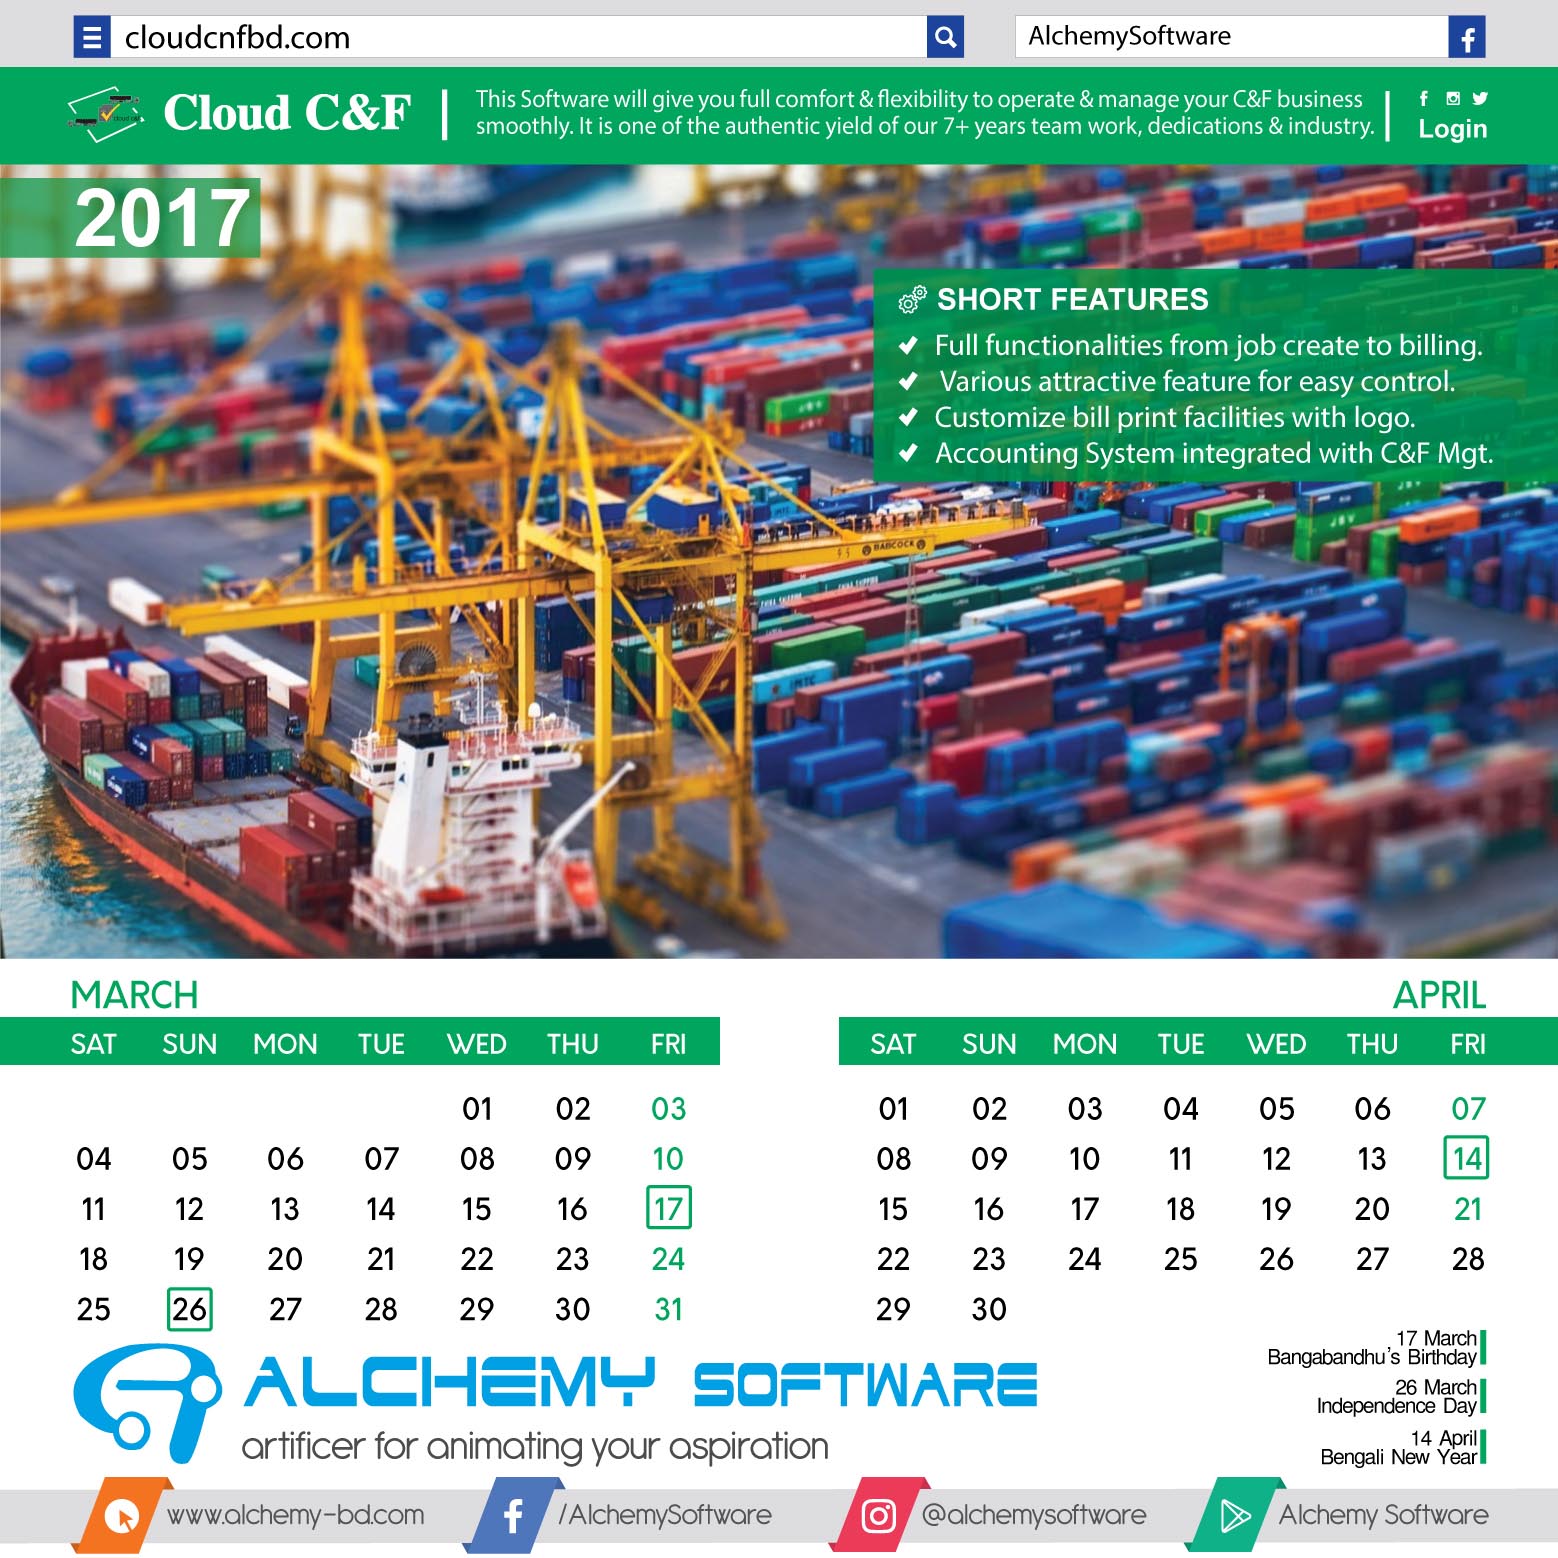 cloudcnfbd.com
AlchemySoftware
Cloud C&F
This Software will give you full comfort & flexibility to operate & manage your C&F business
smoothly. It is one of the authentic yield of our 7+ years team work, dedications & industry.
Login
2017
SHORT FEATURES
Full functionalities from job create to billing.
Various attractive feature for easy control.
Customize bill print facilities with logo.
Accounting System integrated with C&F Mgt.
BABCOCK
MARCH
SAT SUN MON TUE WED THU FRI
01 02 03
04 05 06 07 08 09 10
11 12 13 14 15 16 17
18 19 20 21 22 23 24
25 26 27 28 29 30 31
APRIL
SAT SUN MON TUE WED THU FRI
01 02 03 04 05 06 07
08 09 10 11 12 13 14
15 16 17 18 19 20 21
22 23 24 25 26 27 28
29 30
17 March
Bangabandhu's Birthday
26 March
Independence Day
14 April
Bengali New Year
ALCHEMY SOFTWARE
artificer for animating your aspiration
www.alchemy-bd.com
/AlchemySoftware
@alchemysoftware
Alchemy Software